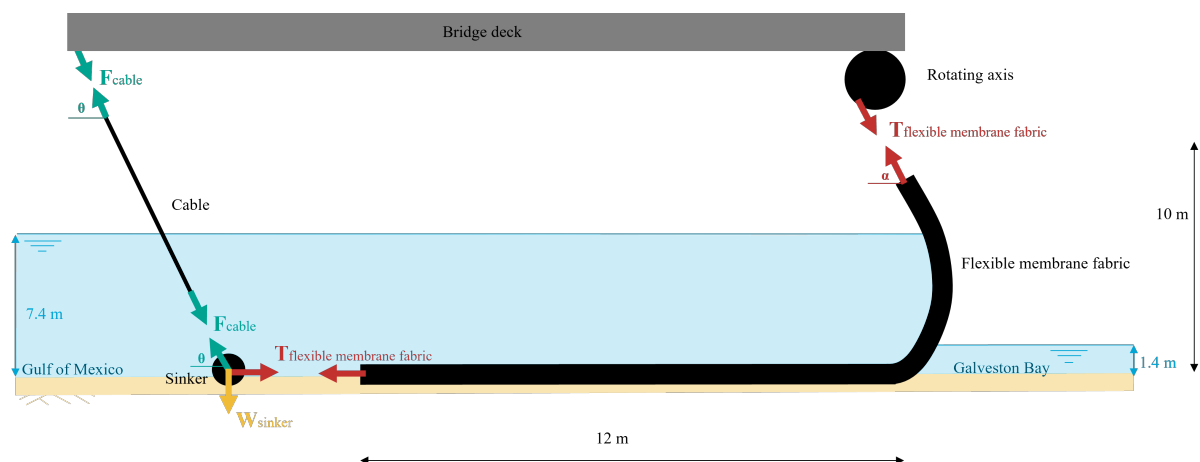 Bridge deck
Fcable
Rotating axis
θ
Tflexible membrane fabric
α
Cable
10 m
Flexible membrane fabric
7.4 m
Fcable
θ
Tflexible membrane fabric
Gulf of Mexico
Sinker
Galveston Bay
1.4 m
Wsinker
12 m